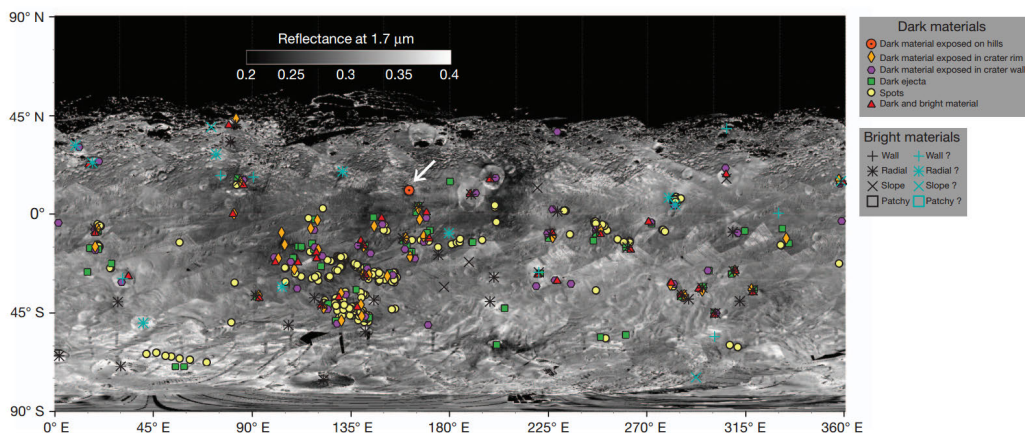 90° N
45° N
0°
45° S
90° S
Reflectance at 1.7 μm
0.2 0.25 0.3 0.35 0.4
0° E 45° E 90° E 135° E 180° E 225° E 270° E 315° E 360° E
Dark materials
Dark material exposed on hills
Dark material exposed in crater rim
Dark material exposed in crater wall
Dark ejecta
Spots
Dark and bright material
Bright materials
Wall Wall ?
Radial Radial ?
Slope Slope ?
Patchy Patchy ?